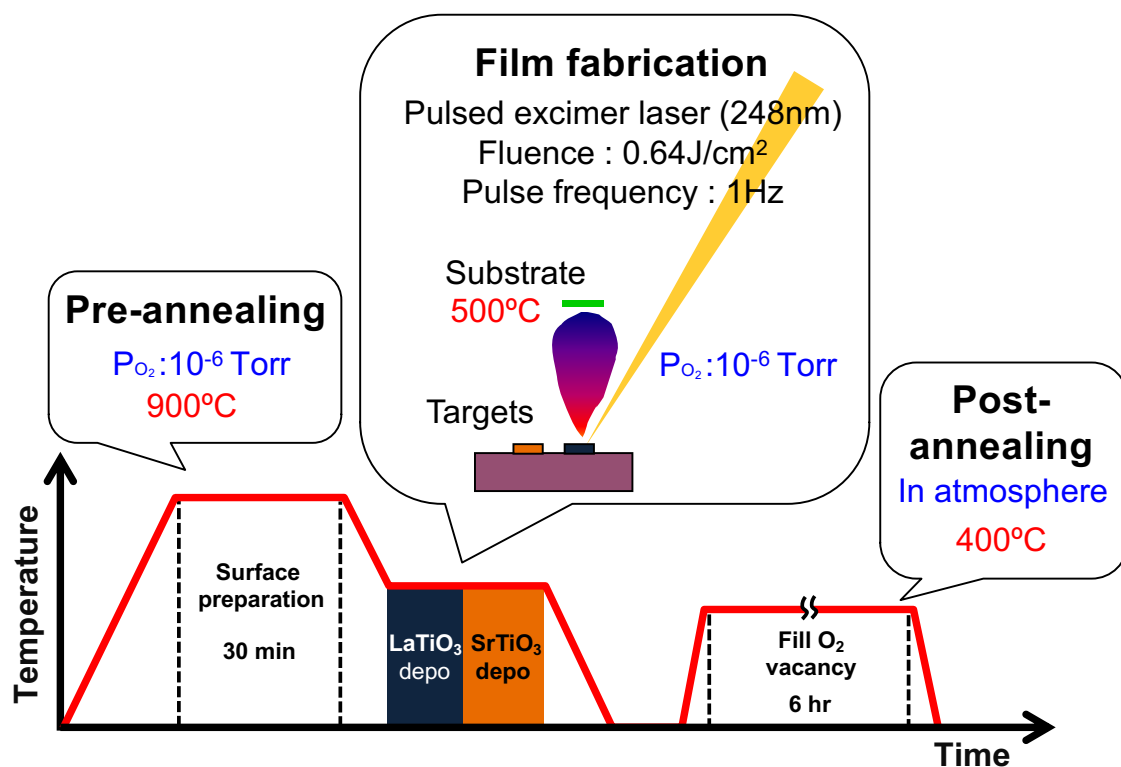 Film fabrication
Pulsed excimer laser (248nm)
Fluence : 0.64J/cm²
Pulse frequency : 1Hz
Substrate
500ºC
P_O₂ :10⁻⁶ Torr
Targets
Pre-annealing
P_O₂ :10⁻⁶ Torr
900ºC
Post-
annealing
In atmosphere
400ºC
Temperature
Surface
preparation
30 min
LaTiO₃
depo
SrTiO₃
depo
Fill O₂
vacancy
6 hr
Time